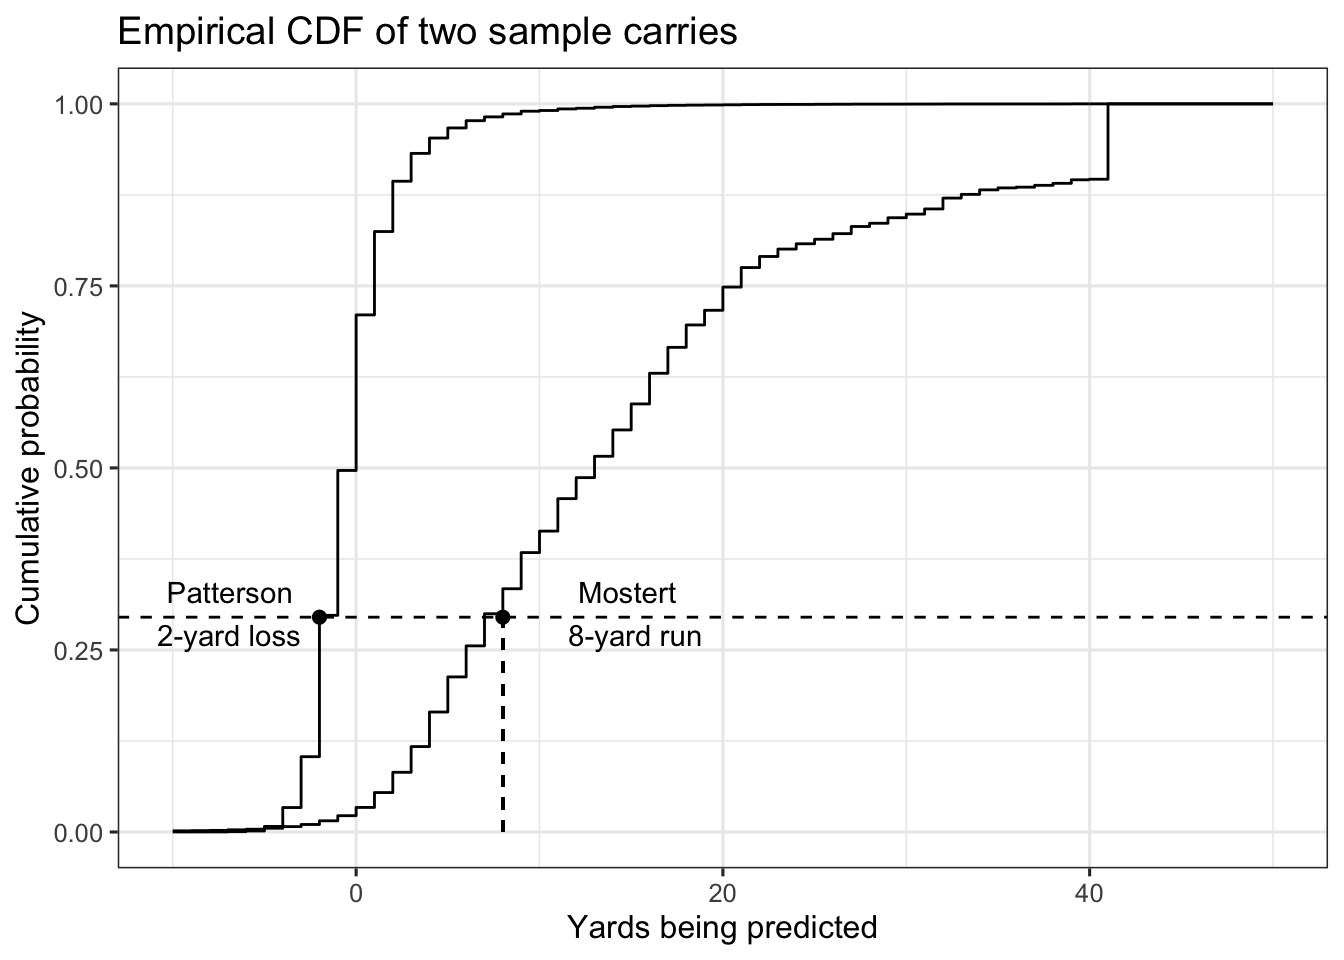 Empirical CDF of two sample carries
Cumulative probability
1.00
0.75
0.50
0.25
0.00
Patterson
2-yard loss
Mostert
8-yard run
0
20
40
Yards being predicted